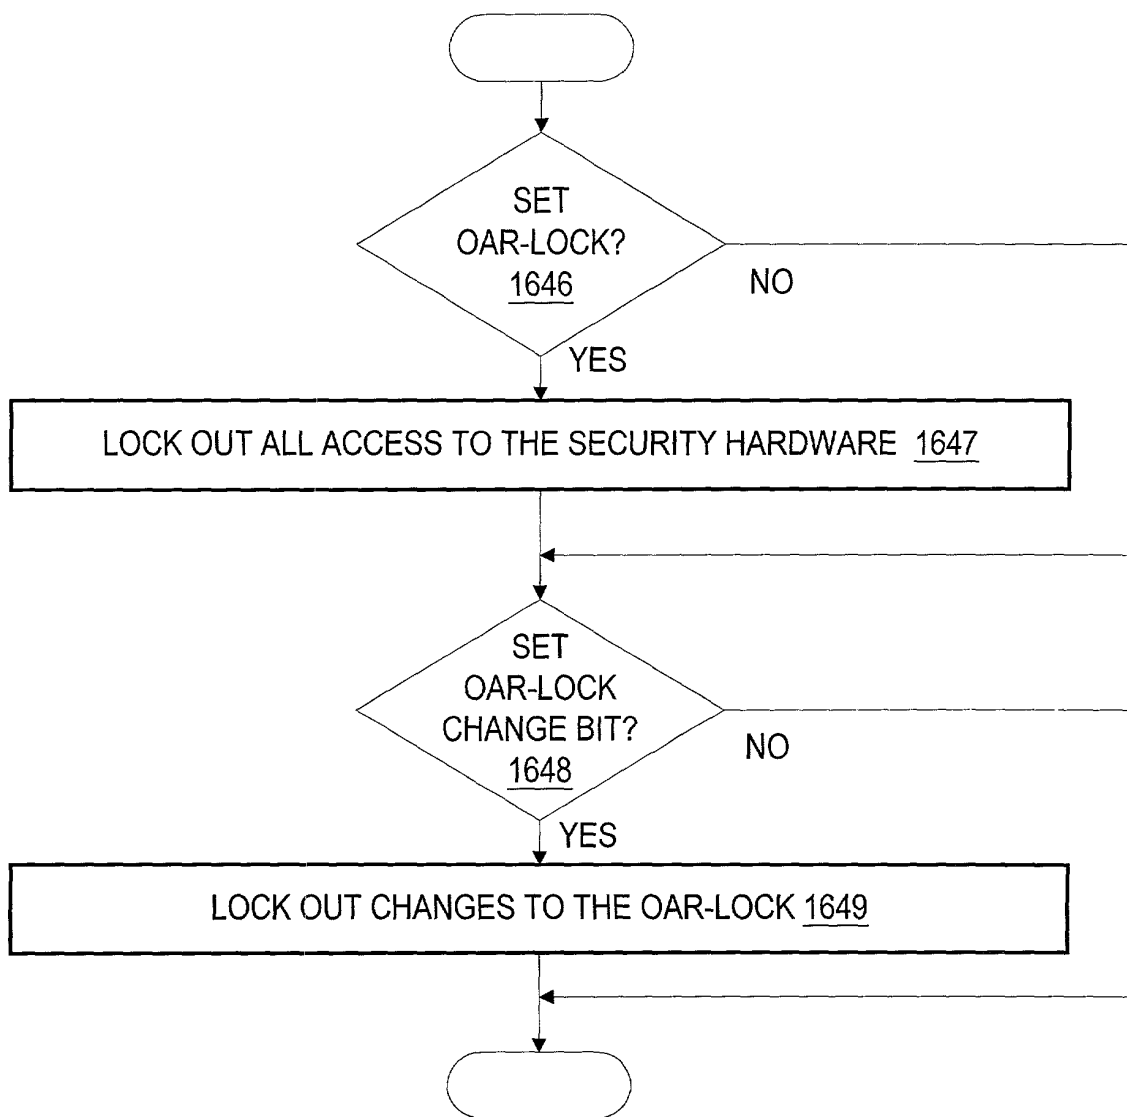 SET
OAR-LOCK?
1646
NO
YES
LOCK OUT ALL ACCESS TO THE SECURITY HARDWARE 1647
SET
OAR-LOCK
CHANGE BIT?
1648
NO
YES
LOCK OUT CHANGES TO THE OAR-LOCK 1649